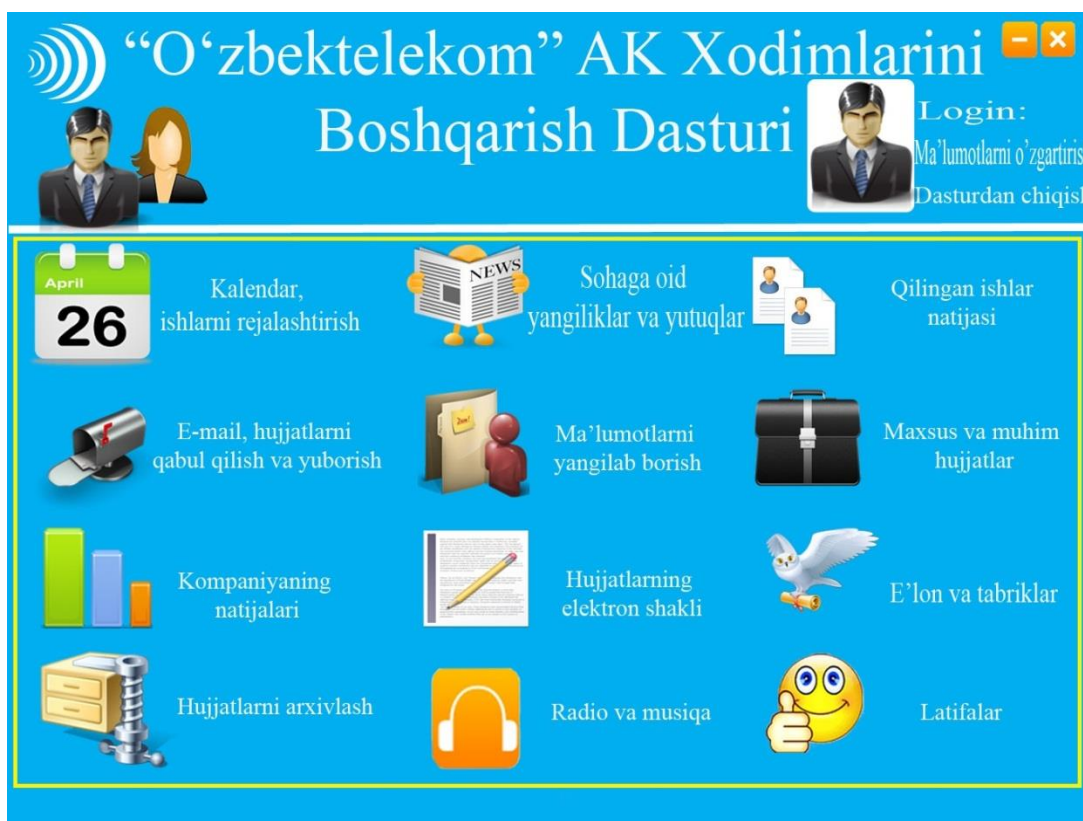 “O‘zbektelekom” AK Xodimlarini
Boshqarish Dasturi
Login:
Ma’lumotlarni o’zgartiris
Dasturdan chiqish
April
26
Kalendar,
ishlarni rejalashtirish
NEWS
Sohaga oid
yangiliklar va yutuqlar
Qilingan ishlar
natijasi
E-mail, hujjatlarni
qabul qilish va yuborish
Ma’lumotlarni
yangilab borish
Maxsus va muhim
hujjatlar
Kompaniyaning
natijalari
Hujjatlarning
elektron shakli
E’lon va tabriklar
Hujjatlarni arxivlash
Radio va musiqa
Latifalar